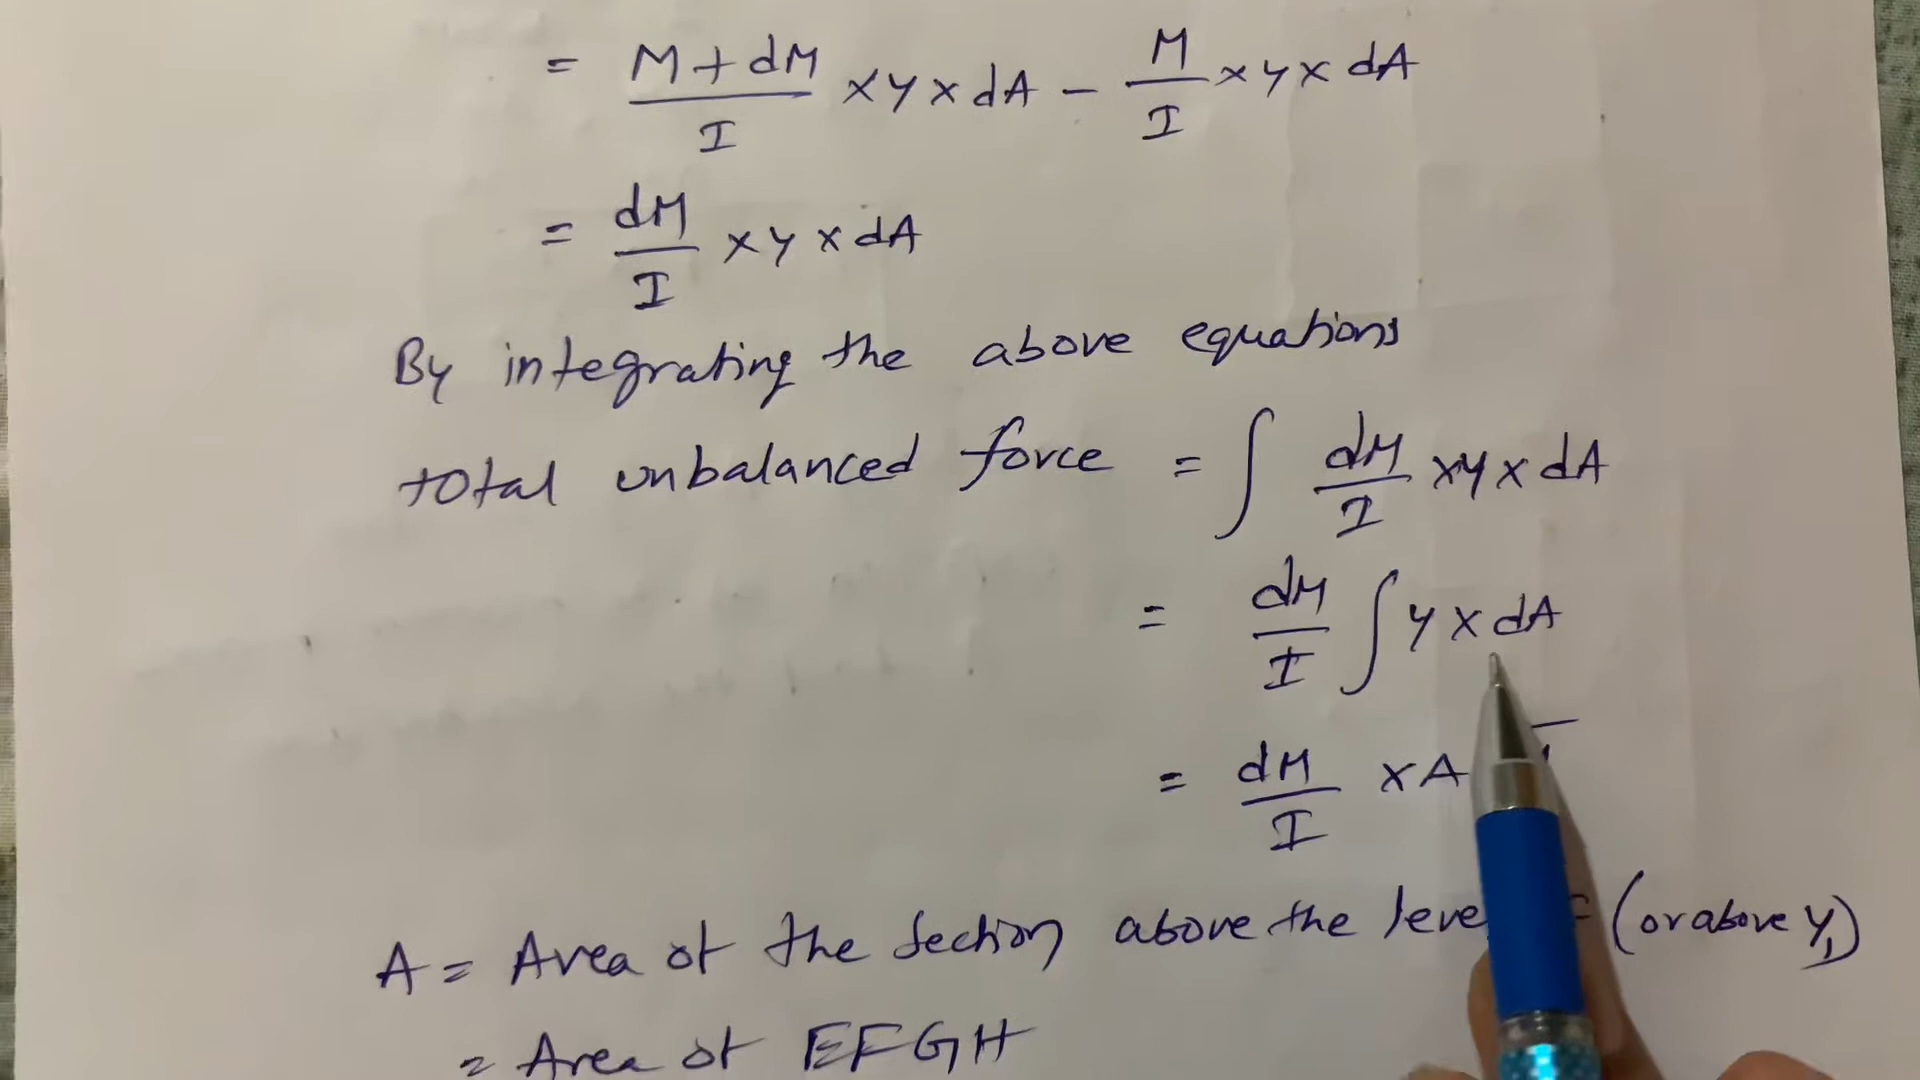 = M+dM/I × y × dA − M/I × y × dA
= dM/I × y × dA
By integrating the above equations
total unbalanced force = ∫ dM/I × y × dA
= dM/I ∫ y × dA
= dM/I × A
A = Area of the section above the (or above y₁)
= Area of EFGH